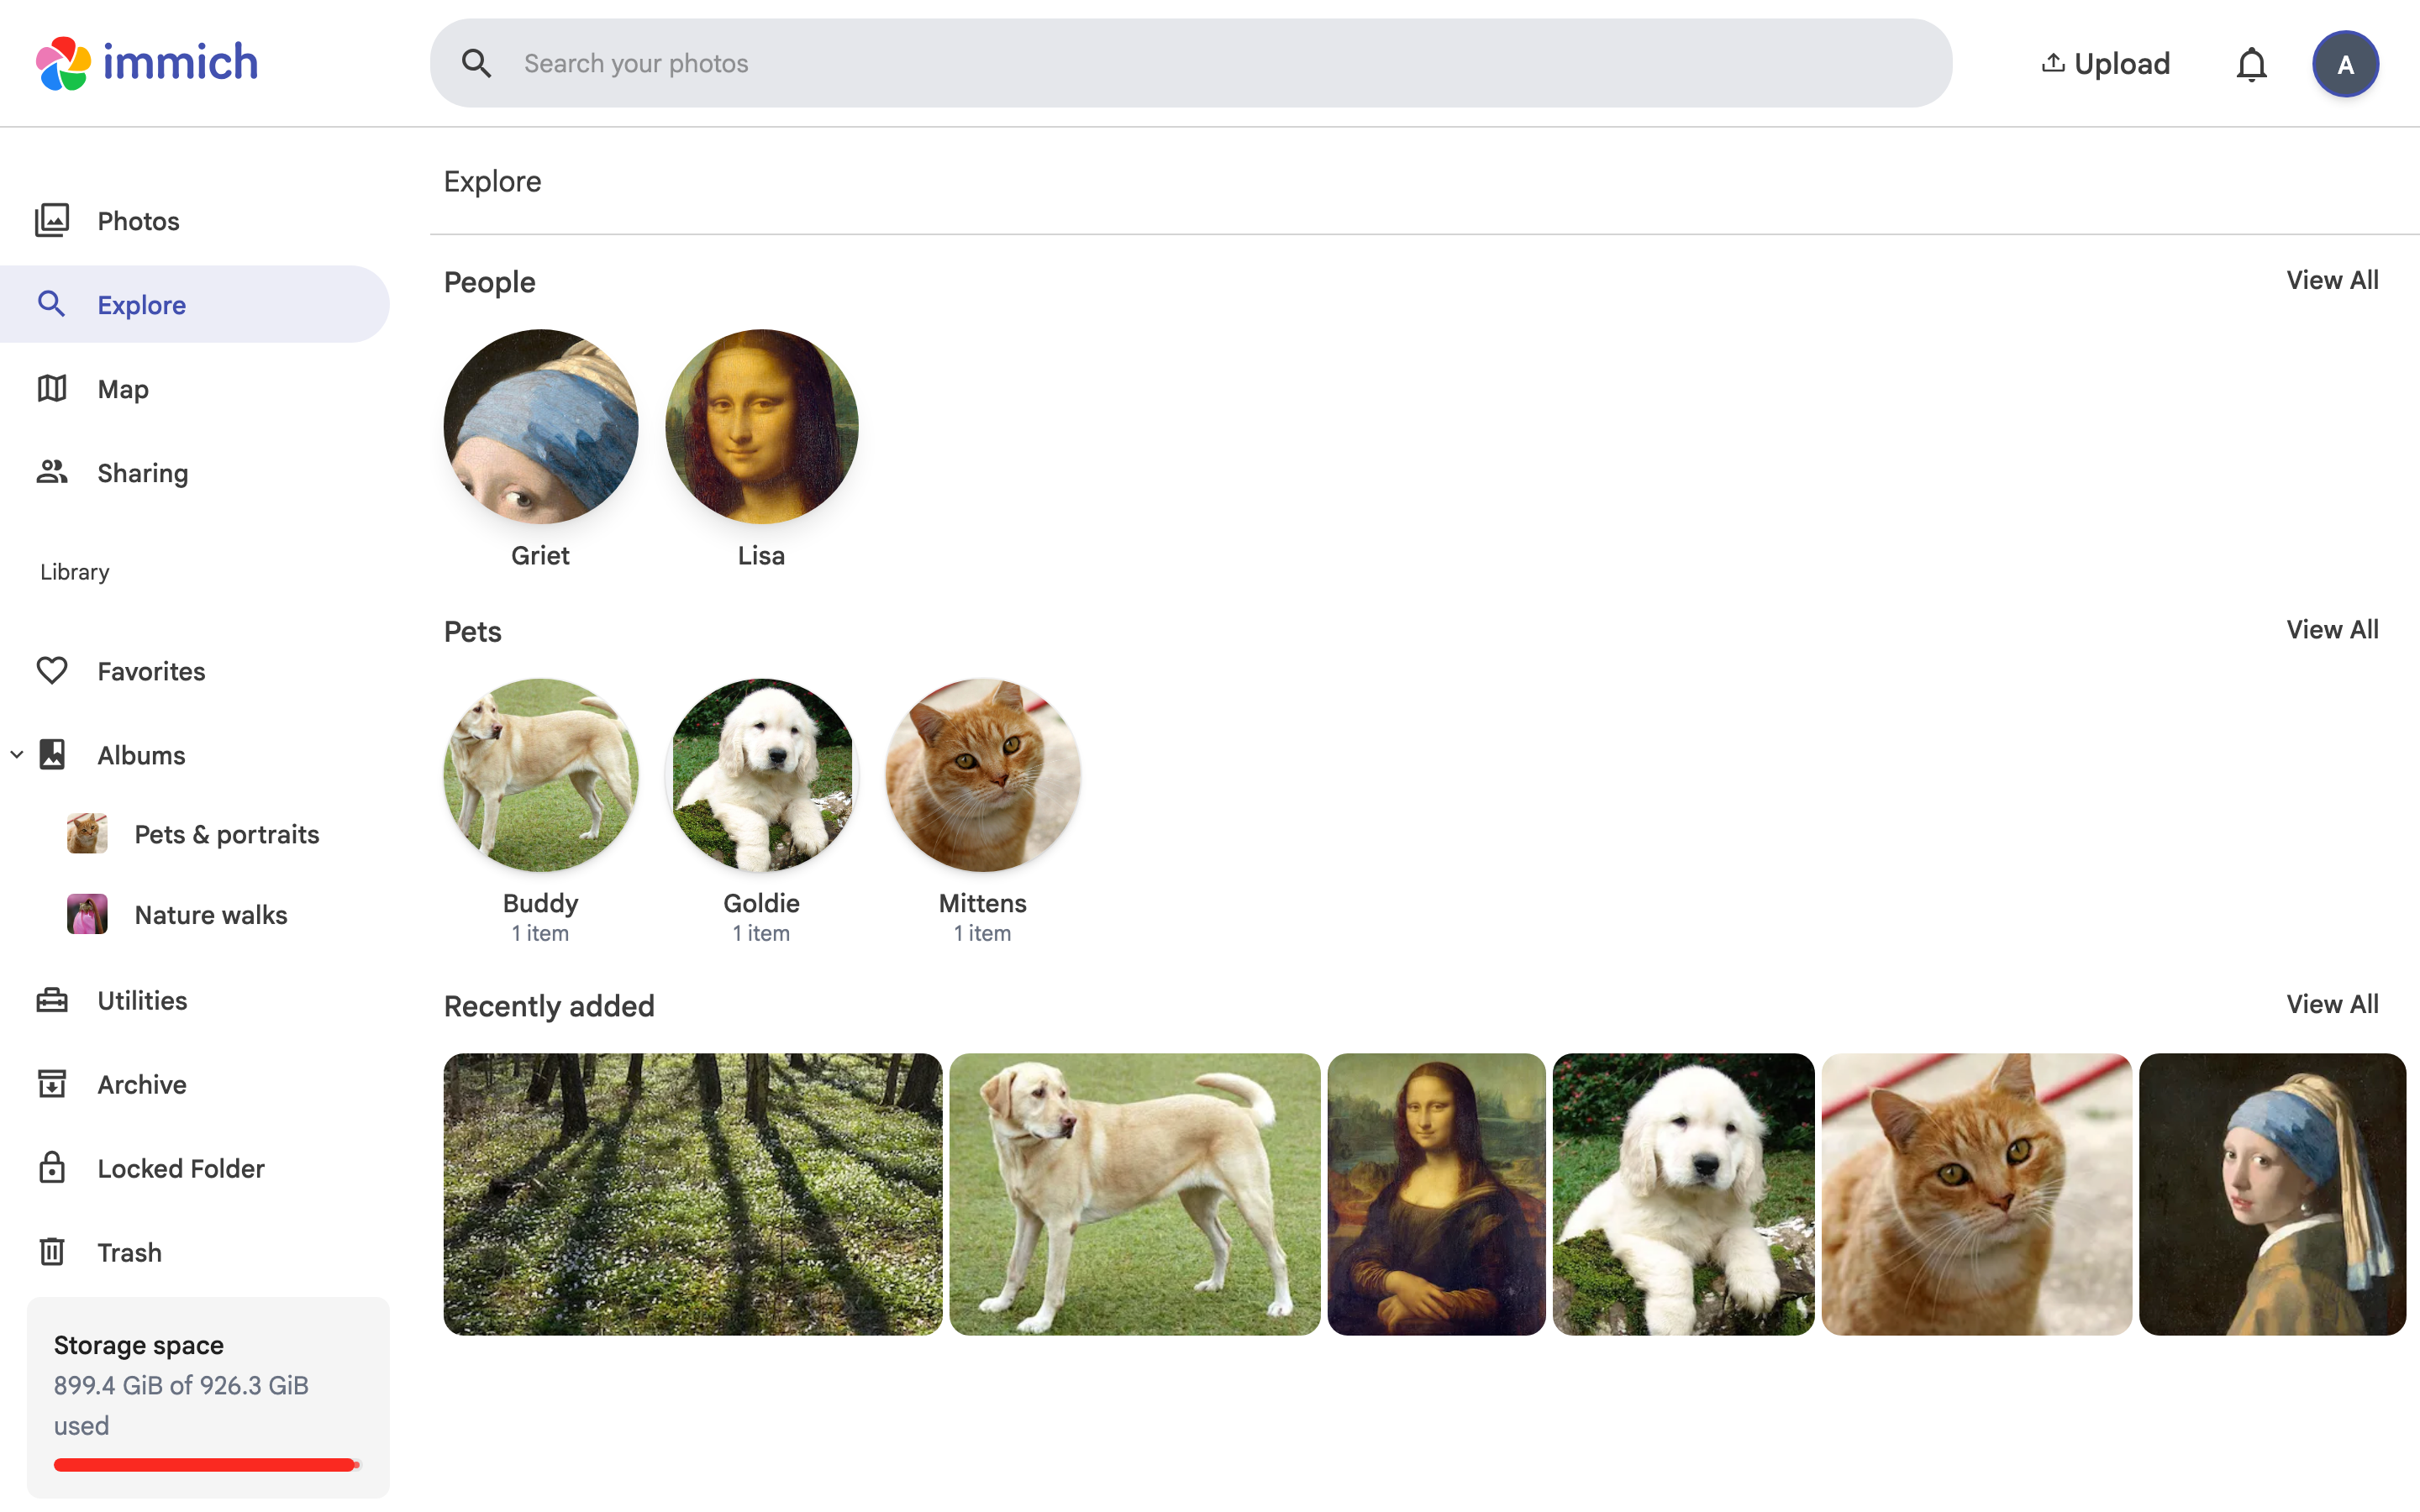 immich
Search your photos
Upload
A
Photos
Explore
Map
Sharing
Library
Favorites
Albums
Pets & portraits
Nature walks
Utilities
Archive
Locked Folder
Trash
Storage space
899.4 GiB of 926.3 GiB
used
Explore
People
View All
Griet
Lisa
Pets
View All
Buddy
1 item
Goldie
1 item
Mittens
1 item
Recently added
View All